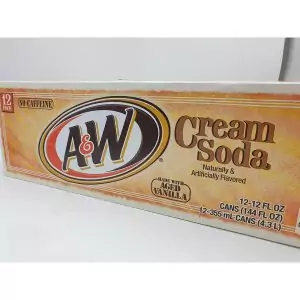 12
PACK
NO CAFFEINE
A&W
Cream
Soda
Naturally &
Artificially Flavored
MADE WITH
AGED
VANILLA
12-12 FL OZ
CANS (144 FL OZ)
12-355 mL CANS (4.3 L)